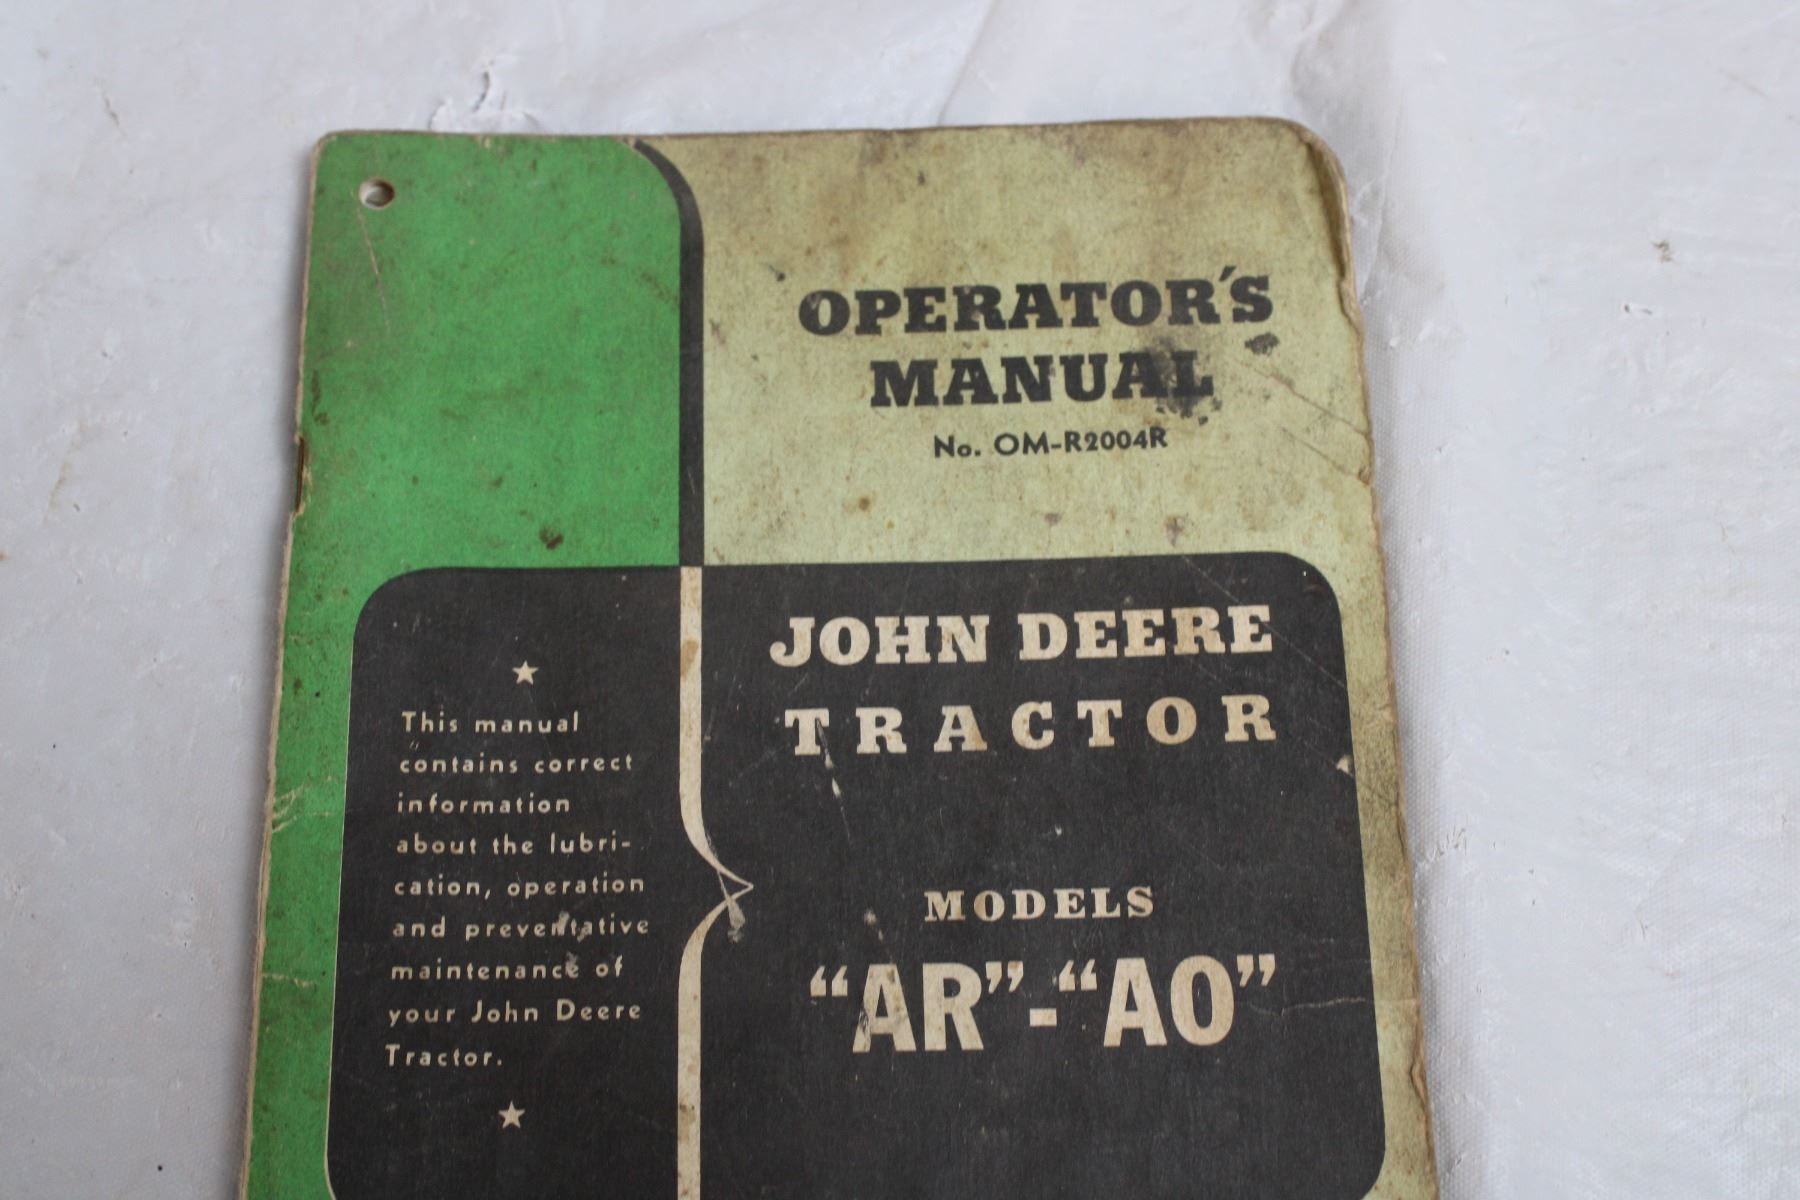 OPERATOR'S
MANUAL
No. OM-R2004R
JOHN DEERE
TRACTOR
MODELS
"AR"-"AO"
This manual
contains correct
information
about the lubri-
cation, operation
and preventative
maintenance of
your John Deere
Tractor.